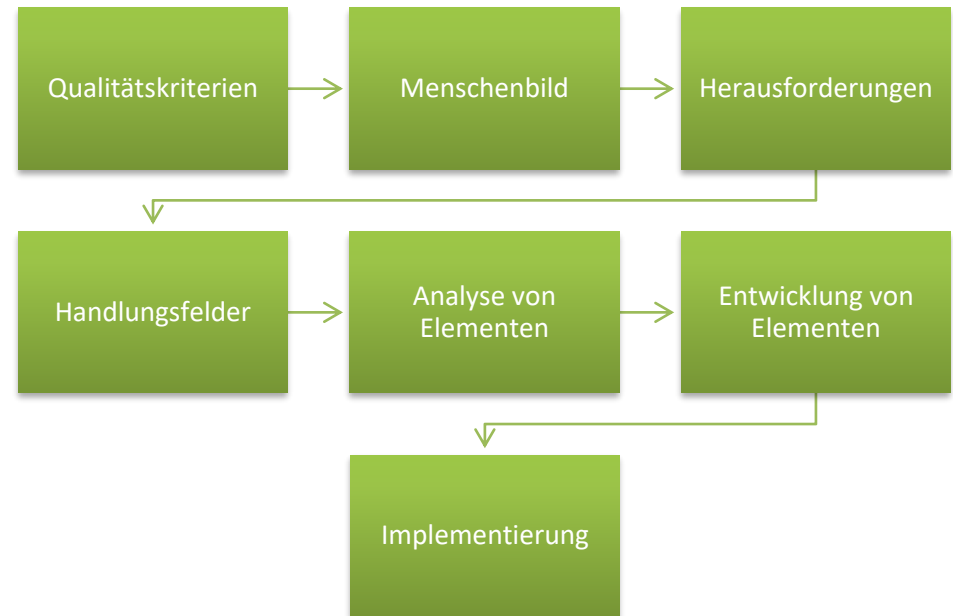 Qualitätskriterien
Menschenbild
Herausforderungen
Handlungsfelder
Analyse von
Elementen
Entwicklung von
Elementen
Implementierung